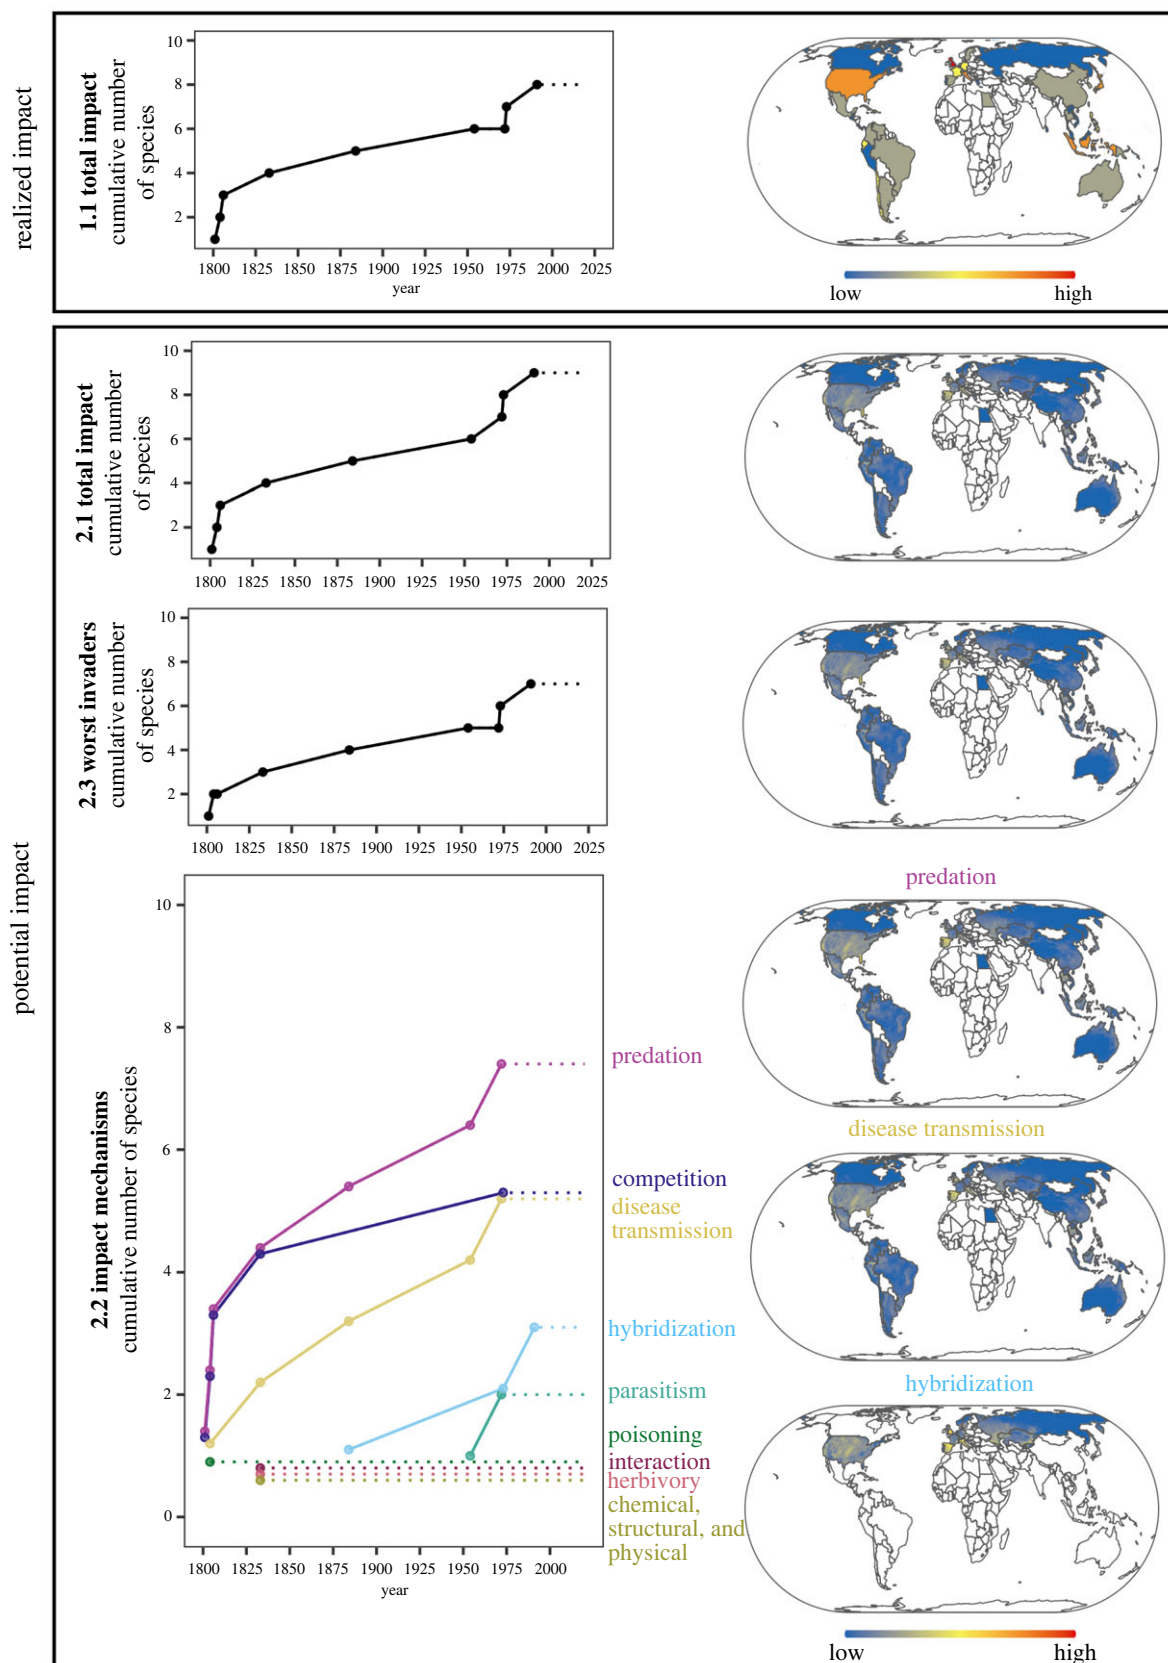 realized impact
1.1 total impact
cumulative number
of species
10
8
6
4
2
1800 1825 1850 1875 1900 1925 1950 1975 2000 2025
year
low high
potential impact
2.1 total impact
cumulative number
of species
10
8
6
4
2
1800 1825 1850 1875 1900 1925 1950 1975 2000 2025
2.3 worst invaders
cumulative number
of species
10
8
6
4
2
1800 1825 1850 1875 1900 1925 1950 1975 2000 2025
2.2 impact mechanisms
cumulative number of species
10
8
6
4
2
0
1800 1825 1850 1875 1900 1925 1950 1975 2000
year
predation
competition
disease
transmission
hybridization
parasitism
poisoning
interaction
herbivory
chemical,
structural, and
physical
predation
disease transmission
hybridization
low high